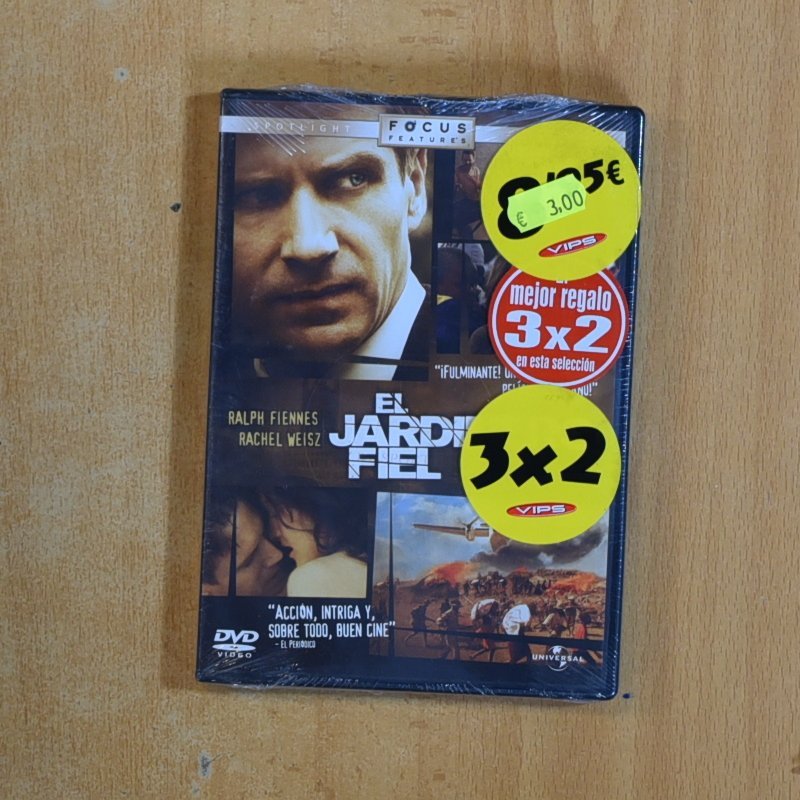 SPOTLIGHT
FOCUS
FEATURES
€ 3,00
VIPS
mejor regalo
3x2
en esta selección
"¡FULMINANTE!
RALPH FIENNES
RACHEL WEISZ
EL
JARDI
FIEL
3x2
VIPS
"ACCIÓN, INTRIGA Y,
SOBRE TODO, BUEN CINE"
- EL PERIÓDICO
DVD
VIDEO
UNIVERSAL